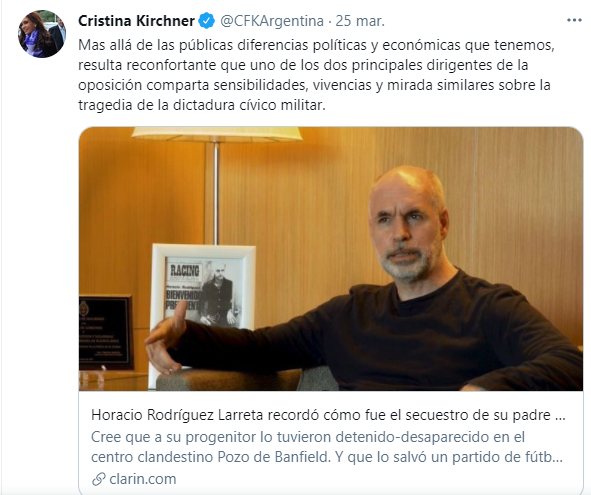 Cristina Kirchner @CFKArgentina · 25 mar.
Mas allá de las públicas diferencias políticas y económicas que tenemos,
resulta reconfortante que uno de los dos principales dirigentes de la
oposición comparta sensibilidades, vivencias y mirada similares sobre la
tragedia de la dictadura cívico militar.
RACING
Horacio Rodríguez
BIENVENIDO
PRESIDENTE
Horacio Rodríguez Larreta recordó cómo fue el secuestro de su padre ...
Cree que a su progenitor lo tuvieron detenido-desaparecido en el
centro clandestino Pozo de Banfield. Y que lo salvó un partido de fútb...
clarin.com